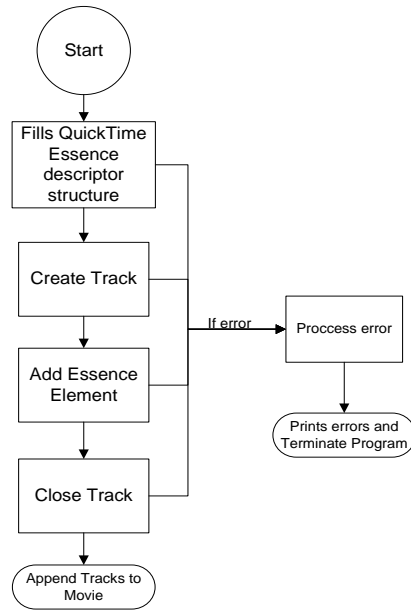 Start
Fills QuickTime
Essence
descriptor
structure
Create Track
If error
Proccess error
Add Essence
Element
Prints errors and
Terminate Program
Close Track
Append Tracks to
Movie